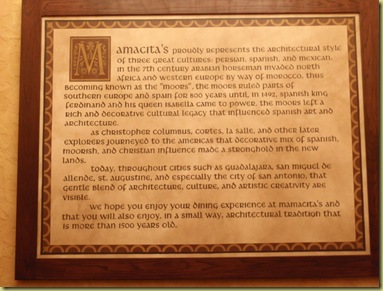 Mamacita's proudly represents the architectural style
of three great cultures: Persian, Spanish, and Mexican.
In the 7th century Arabian horseman invaded North
Africa and Western Europe by way of Morocco, thus
becoming known as the "Moors". The Moors ruled parts of
Southern Europe and Spain for 800 years until, in 1492, Spanish King
Ferdinand and his Queen Isabella came to power. The Moors left a
rich and decorative cultural legacy that influenced Spanish art and
architecture.
As Christopher Columbus, Cortes, La Salle, and other later
explorers journeyed to the Americas that decorative mix of Spanish,
Moorish, and Christian influence made a stronghold in the new
lands.
Today, throughout cities such as Guadalajara, San Miguel de
Allende, St. Augustine, and especially the city of San Antonio, that
gentle blend of architecture, culture, and artistic creativity are
visible.
We hope you enjoy your dining experience at Mamacita's and
that you will also enjoy, in a small way, architectural tradition that
is more than 1500 years old.